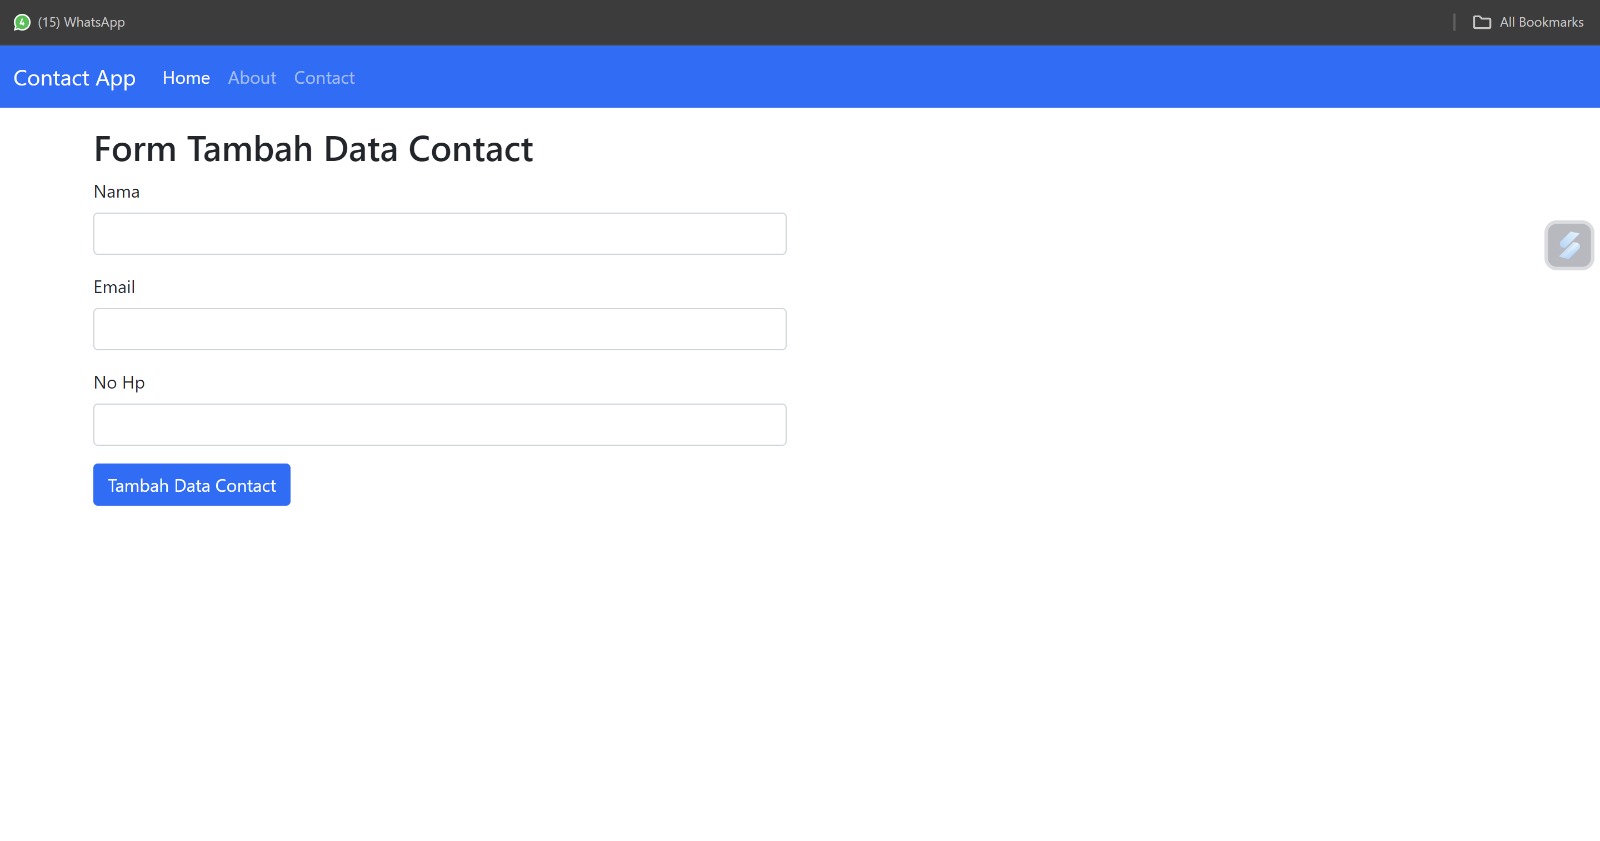 (15) WhatsApp
All Bookmarks
Contact App Home About Contact
Form Tambah Data Contact
Nama
Email
No Hp
Tambah Data Contact